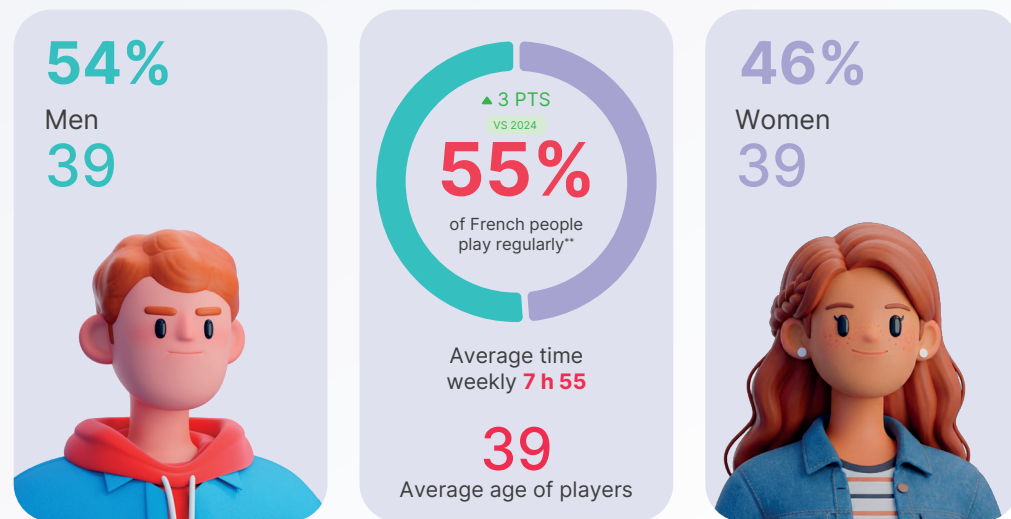 54%
Men
39
▲ 3 PTS
VS 2024
55%
of French people
play regularly**
Average time
weekly 7 h 55
39
Average age of players
46%
Women
39